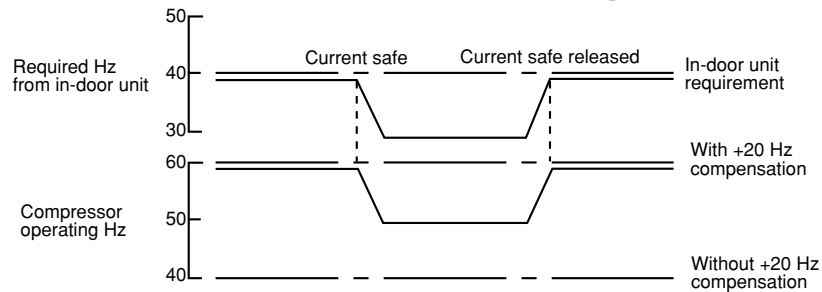 50
Current safe
Current safe released
Required Hz
from in-door unit
40
In-door unit
requirement
30
60
With +20 Hz
compensation
Compressor
operating Hz
50
40
Without +20 Hz
compensation